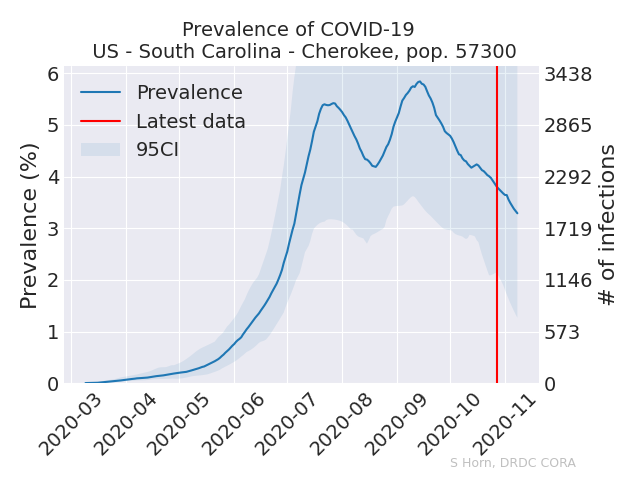 Prevalence of COVID-19
US - South Carolina - Cherokee, pop. 57300
Prevalence
Latest data
95CI
Prevalence (%)
6
5
4
3
2
1
0
3438
2865
2292
1719
1146
573
0
# of infections
2020-03
2020-04
2020-05
2020-06
2020-07
2020-08
2020-09
2020-10
2020-11
S Horn, DRDC CORA